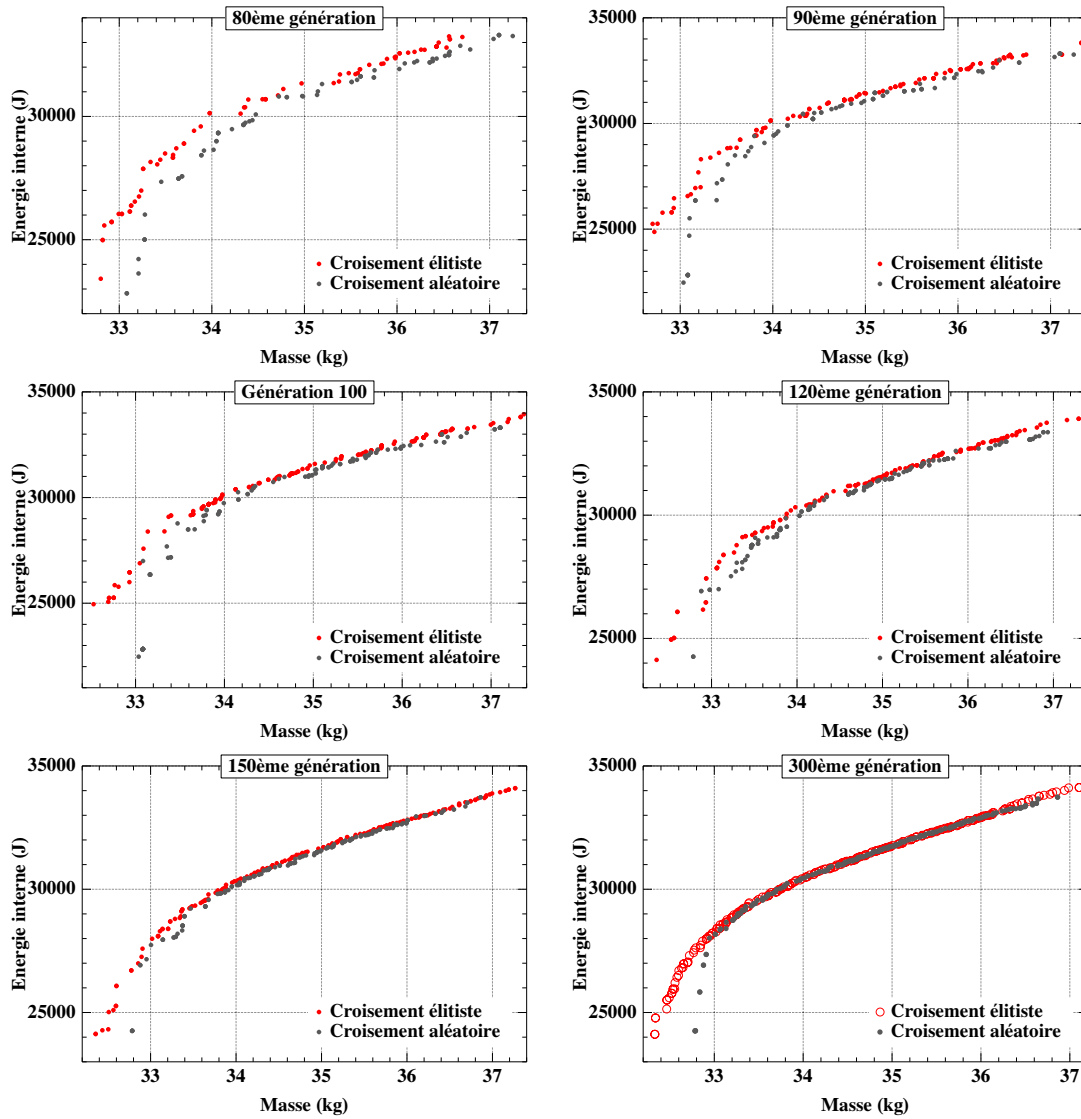 80ème génération
35000
30000
25000
Energie interne (J)
Croisement élitiste
Croisement aléatoire
33 34 35 36 37
Masse (kg)
90ème génération
35000
30000
25000
Energie interne (J)
Croisement élitiste
Croisement aléatoire
33 34 35 36 37
Masse (kg)
Génération 100
35000
30000
25000
Energie interne (J)
Croisement élitiste
Croisement aléatoire
33 34 35 36 37
Masse (kg)
120ème génération
35000
30000
25000
Energie interne (J)
Croisement élitiste
Croisement aléatoire
33 34 35 36 37
Masse (kg)
150ème génération
35000
30000
25000
Energie interne (J)
Croisement élitiste
Croisement aléatoire
33 34 35 36 37
Masse (kg)
300ème génération
35000
30000
25000
Energie interne (J)
Croisement élitiste
Croisement aléatoire
33 34 35 36 37
Masse (kg)